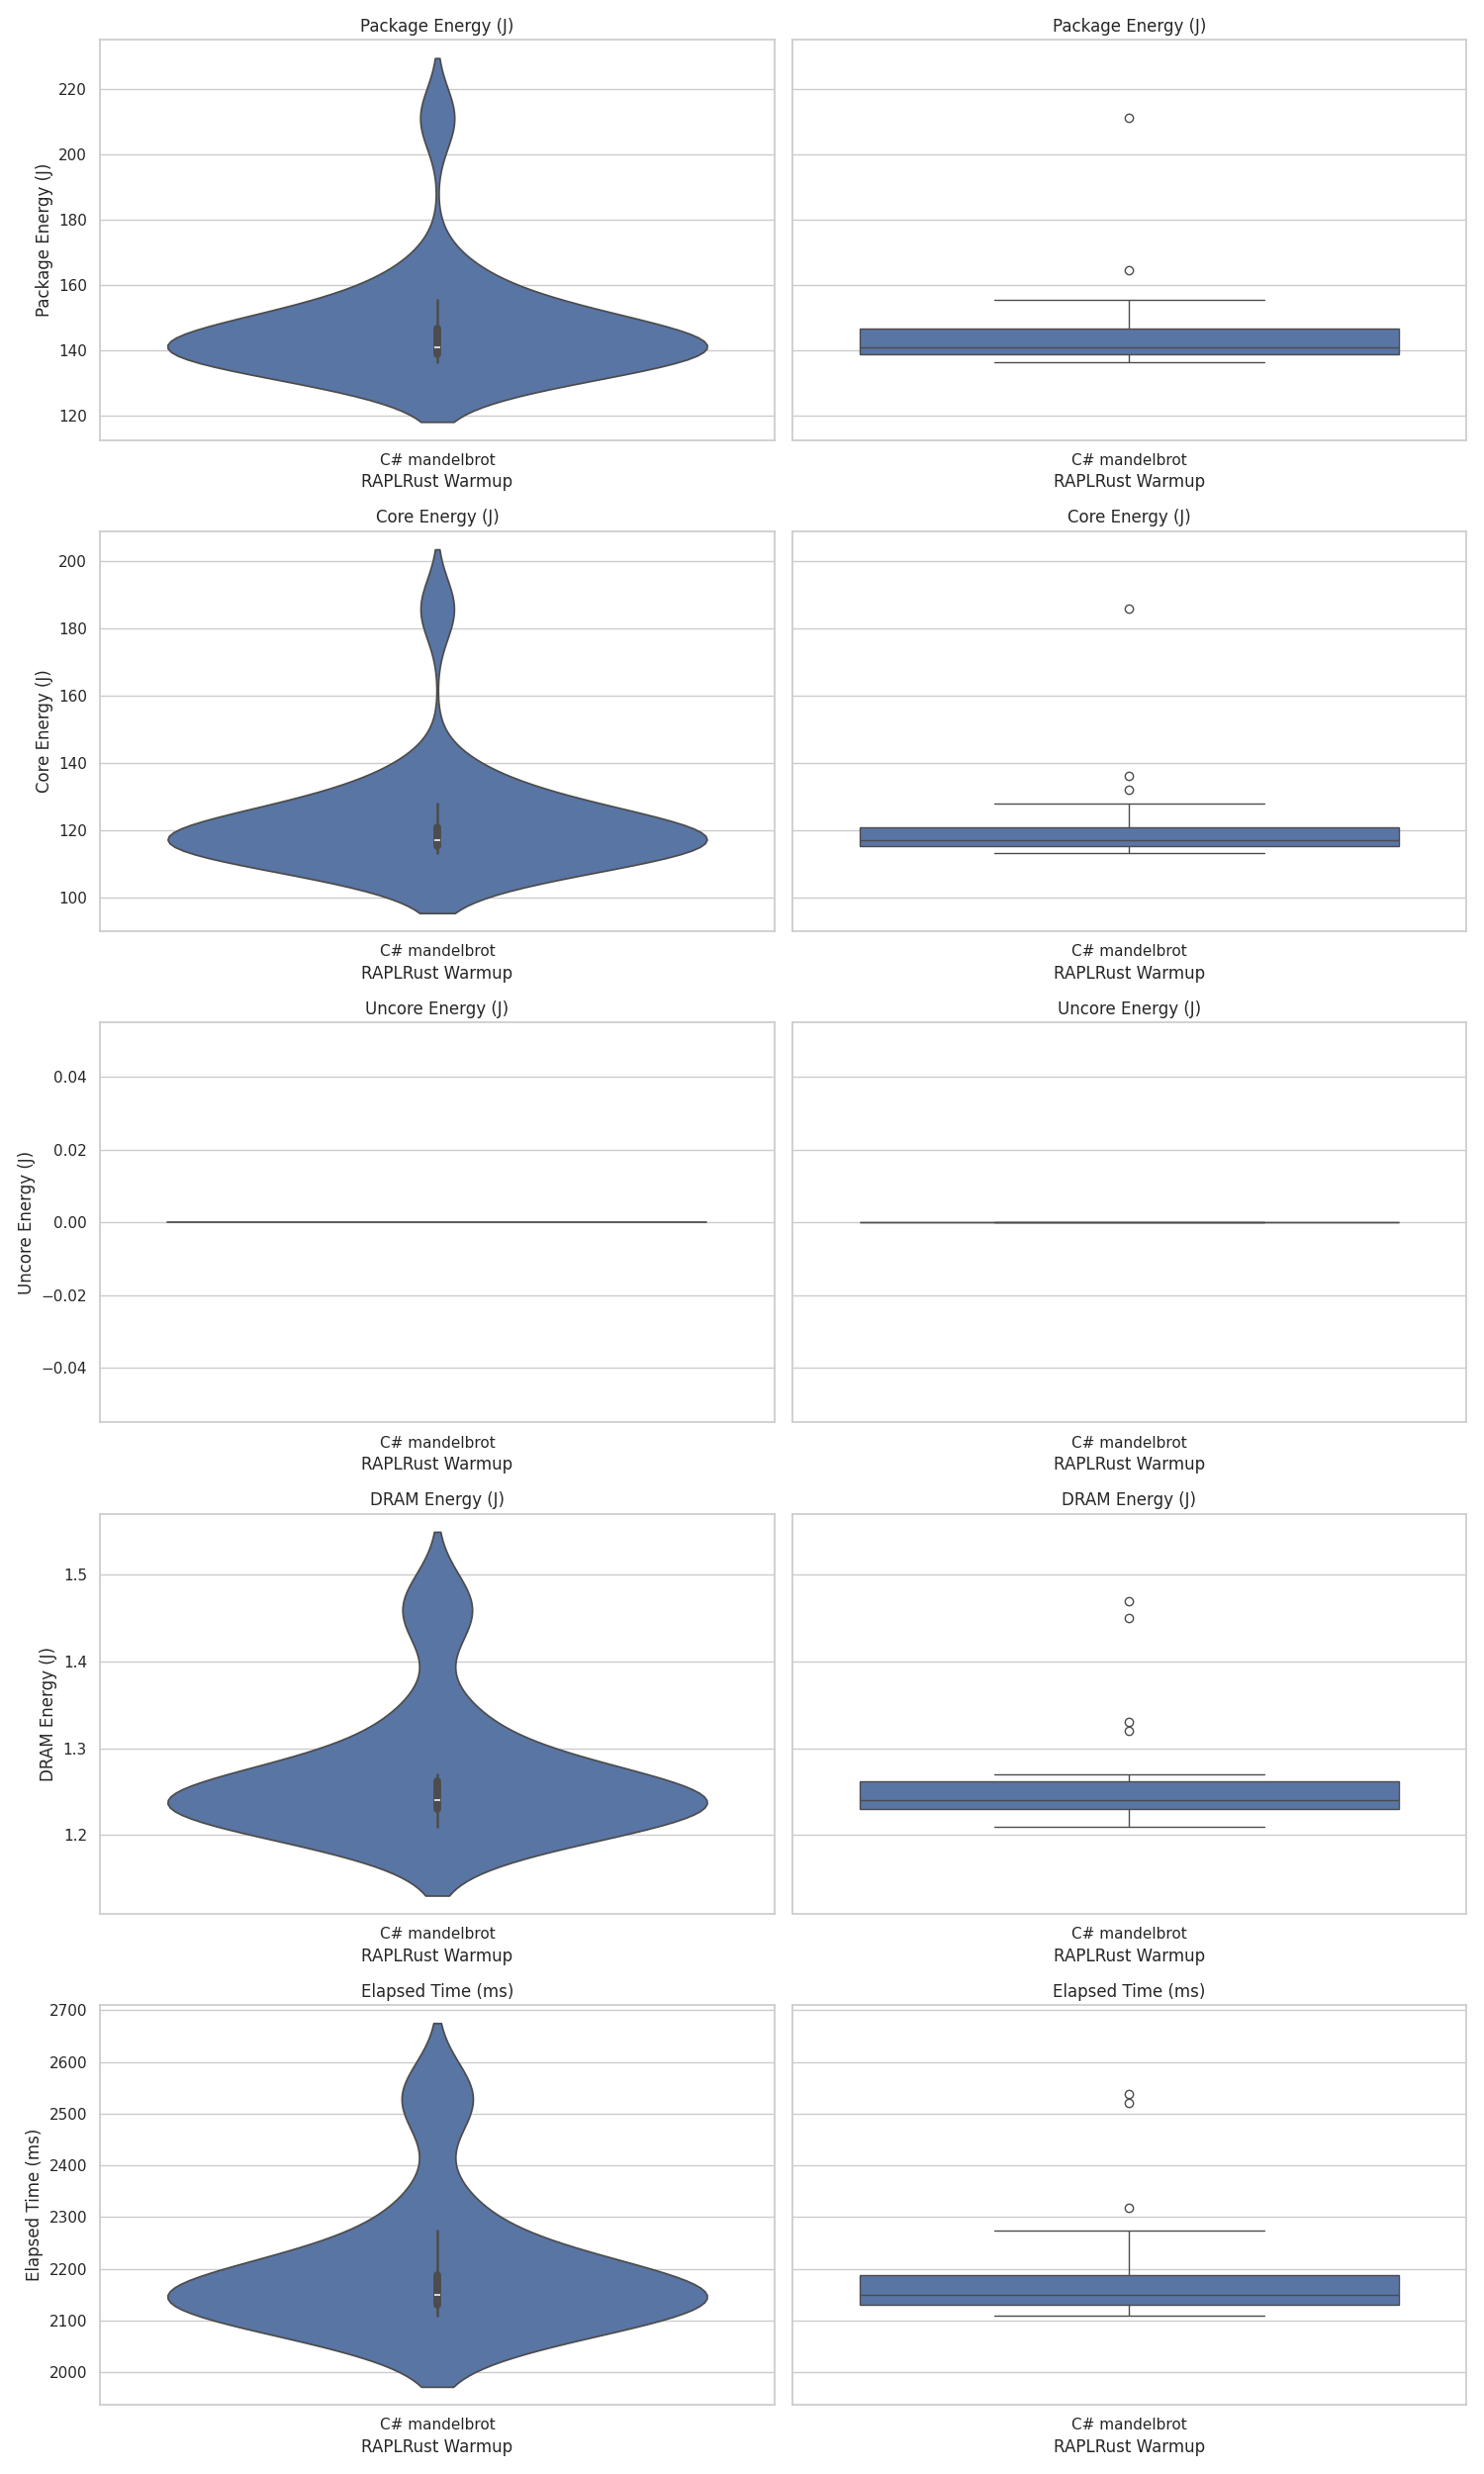 Package Energy (J)
Package Energy (J)
Package Energy (J)
220
200
180
160
140
120
C# mandelbrot
RAPLRust Warmup
C# mandelbrot
RAPLRust Warmup
Core Energy (J)
Core Energy (J)
Core Energy (J)
200
180
160
140
120
100
C# mandelbrot
RAPLRust Warmup
C# mandelbrot
RAPLRust Warmup
Uncore Energy (J)
Uncore Energy (J)
Uncore Energy (J)
0.04
0.02
0.00
−0.02
−0.04
C# mandelbrot
RAPLRust Warmup
C# mandelbrot
RAPLRust Warmup
DRAM Energy (J)
DRAM Energy (J)
DRAM Energy (J)
1.5
1.4
1.3
1.2
C# mandelbrot
RAPLRust Warmup
C# mandelbrot
RAPLRust Warmup
Elapsed Time (ms)
Elapsed Time (ms)
Elapsed Time (ms)
2700
2600
2500
2400
2300
2200
2100
2000
C# mandelbrot
RAPLRust Warmup
C# mandelbrot
RAPLRust Warmup